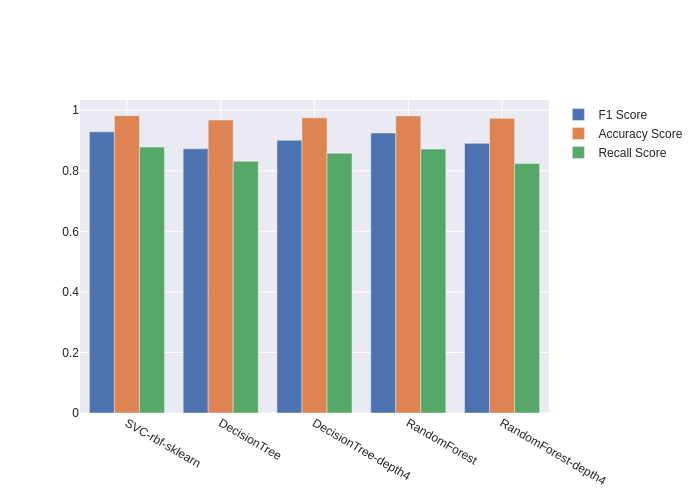 1
0.8
0.6
0.4
0.2
0
SVC-rbf-sklearn
DecisionTree
DecisionTree-depth4
RandomForest
RandomForest-depth4
F1 Score
Accuracy Score
Recall Score